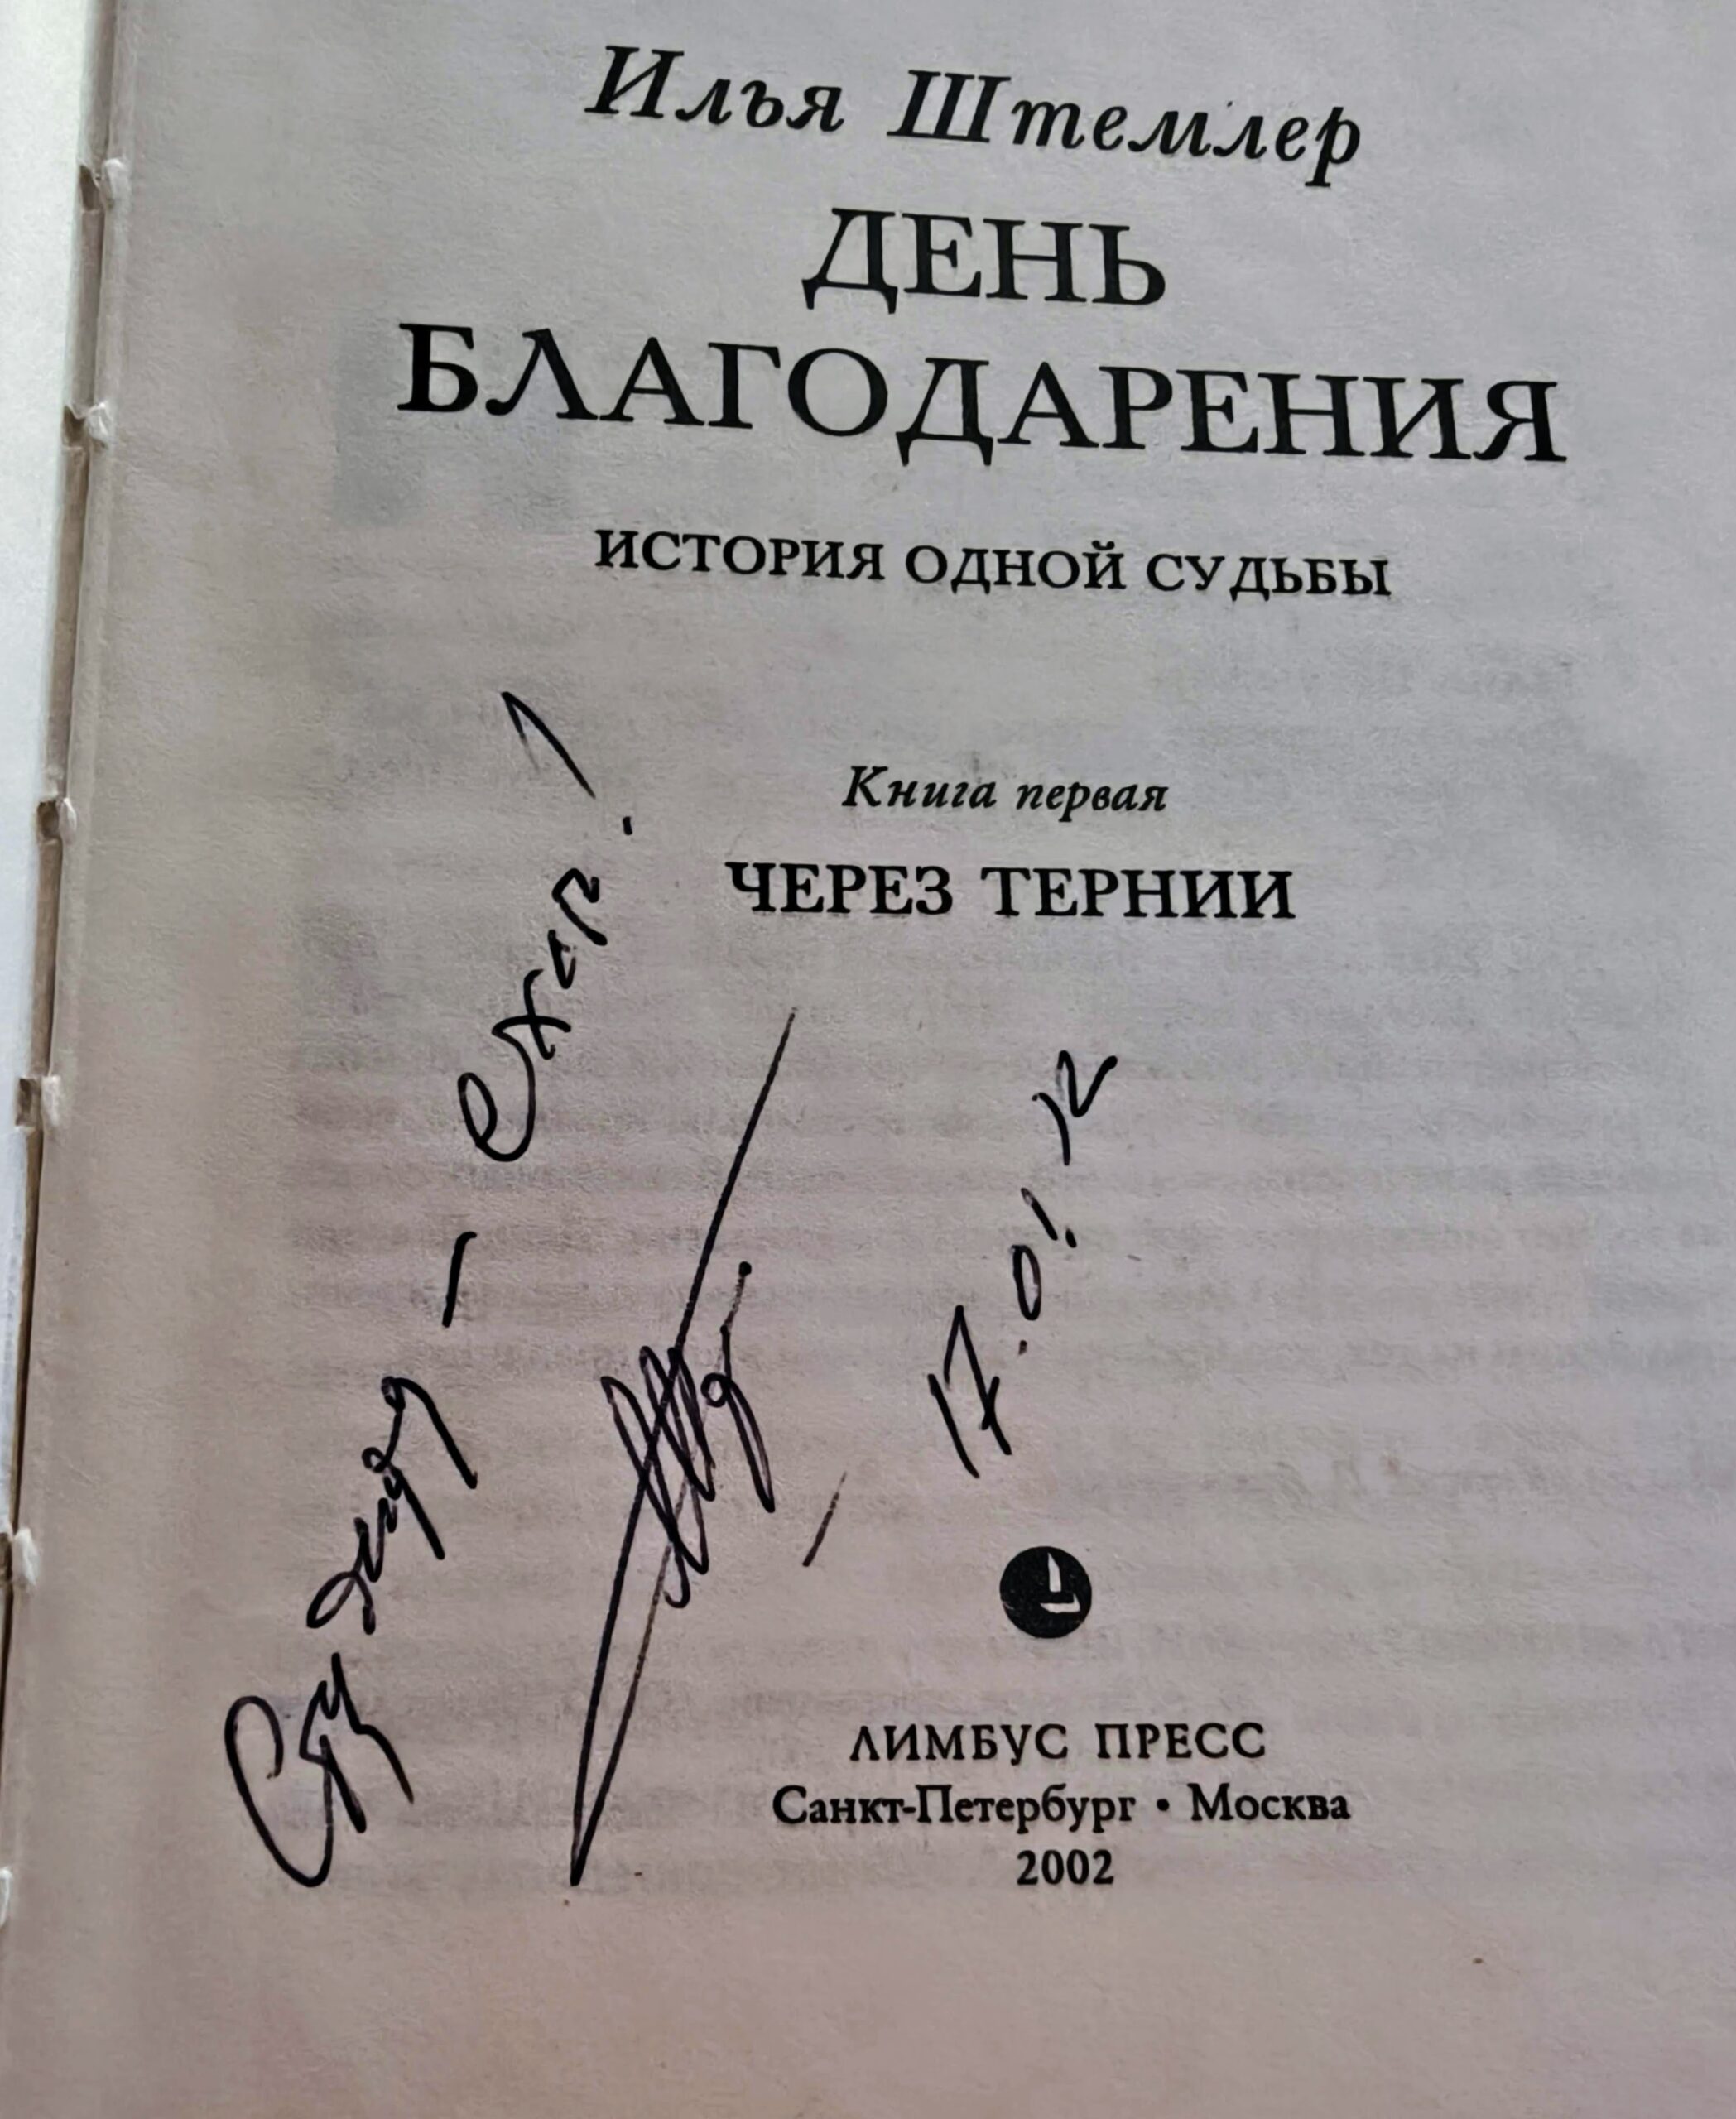 Илья Штемлер
ДЕНЬ
БЛАГОДАРЕНИЯ
ИСТОРИЯ ОДНОЙ СУДЬБЫ
Книга первая
ЧЕРЕЗ ТЕРНИИ
17.01.12
ЛИМБУС ПРЕСС
Санкт-Петербург • Москва
2002